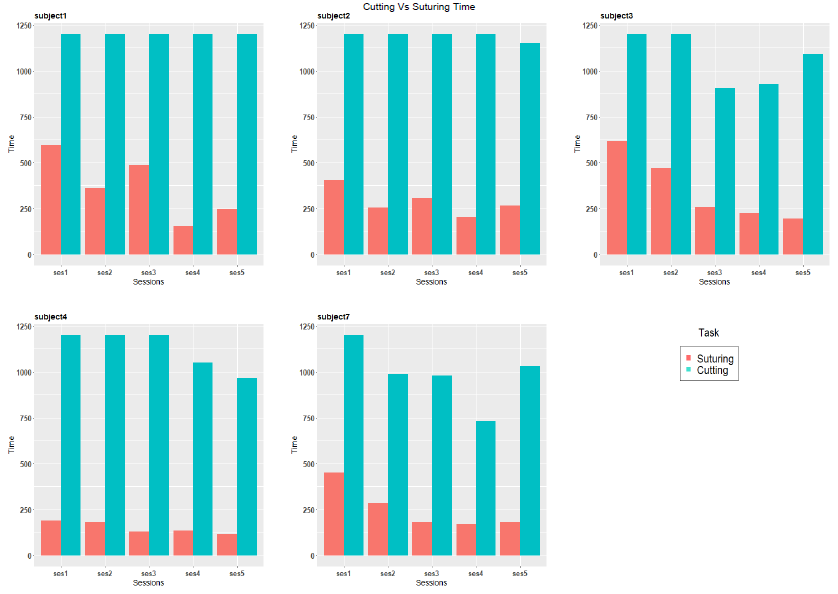 Cutting Vs Suturing Time
subject1
1250
1000
750
500
250
0
Time
ses1 ses2 ses3 ses4 ses5
Sessions
subject2
1250
1000
750
500
250
0
Time
ses1 ses2 ses3 ses4 ses5
Sessions
subject3
1250
1000
750
500
250
0
Time
ses1 ses2 ses3 ses4 ses5
Sessions
subject4
1250
1000
750
500
250
0
Time
ses1 ses2 ses3 ses4 ses5
Sessions
subject7
1250
1000
750
500
250
0
Time
ses1 ses2 ses3 ses4 ses5
Sessions
Task
Suturing
Cutting